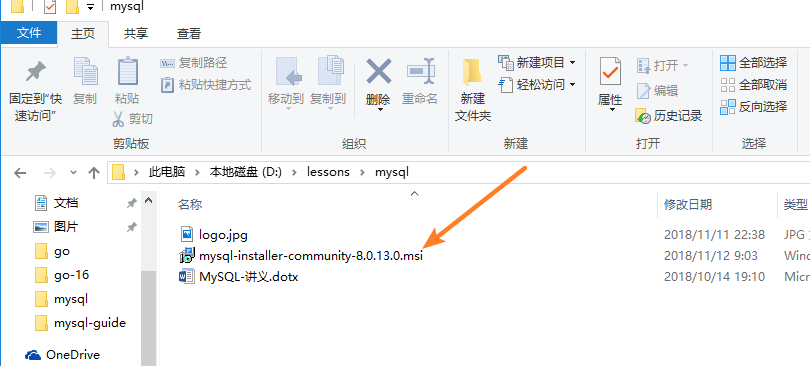 mysql
文件 主页 共享 查看
固定到"快速访问"
复制
粘贴
复制路径
粘贴快捷方式
剪切
剪贴板
移动到 复制到
删除 重命名
组织
新建文件夹
新建项目
轻松访问
新建
属性
打开
编辑
历史记录
打开
全部选择
全部取消
反向选择
选择
此电脑 本地磁盘 (D:) lessons mysql
文档
图片
go
go-16
mysql
mysql-guide
OneDrive
名称 修改日期 类型
logo.jpg 2018/11/11 22:38 JPG
mysql-installer-community-8.0.13.0.msi 2018/11/12 9:03 Wind
MySQL-讲义.dotx 2018/10/14 19:10 Micr